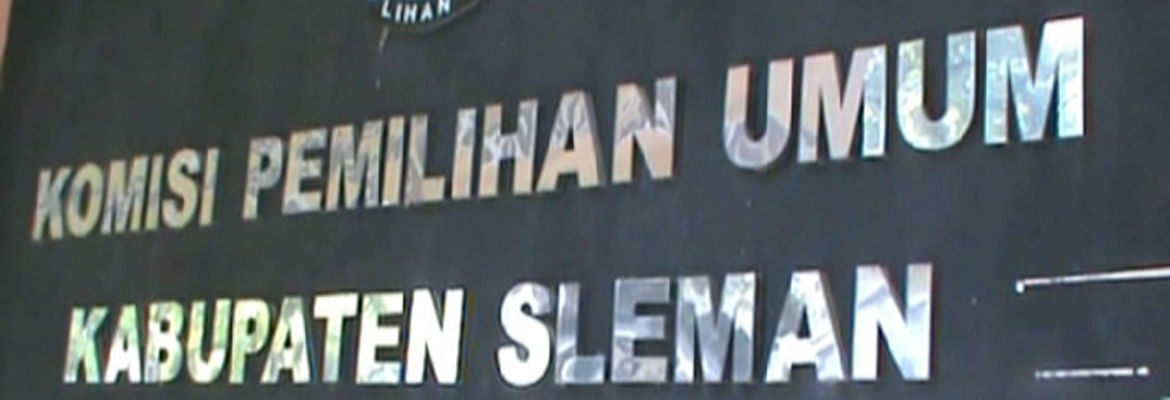 LIHAN
KOMISI PEMILIHAN UMUM
KABUPATEN SLEMAN